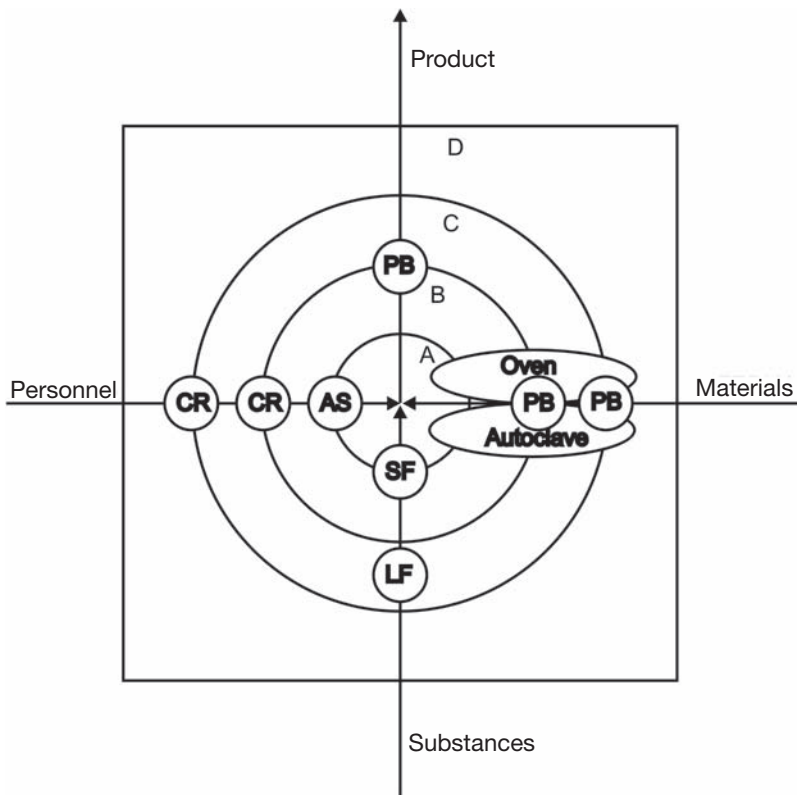 Product
D
C
PB
B
A
Oven
Personnel
CR
CR
AS
PB
PB
Materials
Autoclave
SF
LF
Substances